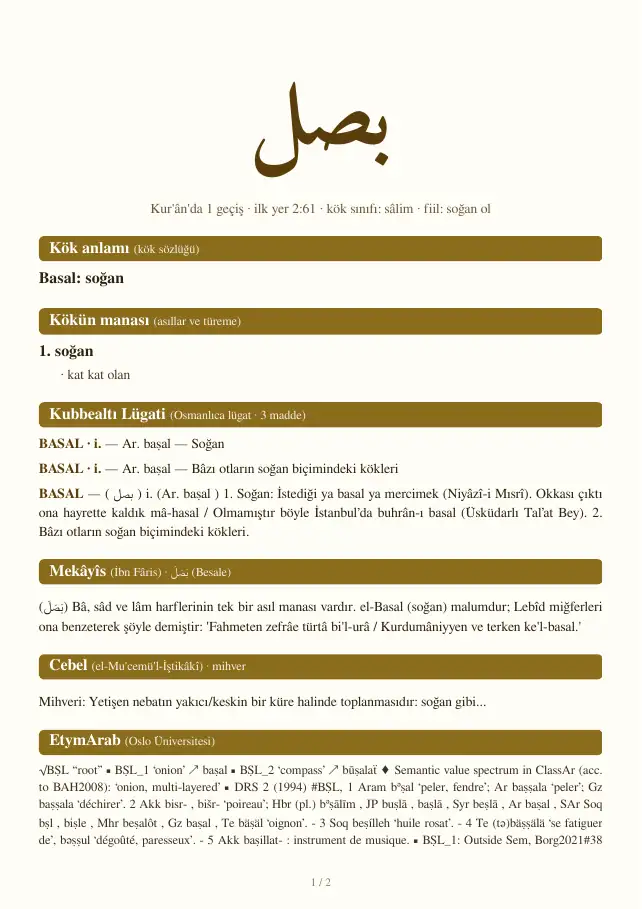 بصل
Kur'ân'da 1 geçiş · ilk yer 2:61 · kök sınıfı: sâlim · fiil: soğan ol
Kök anlamı (kök sözlüğü)
Basal: soğan
Kökün manası (asıllar ve türeme)
1. soğan
· kat kat olan
Kubbealtı Lügati (Osmanlıca lügat · 3 madde)
BASAL · i. — Ar. baṣal — Soğan
BASAL · i. — Ar. baṣal — Bâzı otların soğan biçimindeki kökleri
BASAL — ( بصل ) i. (Ar. baṣal ) 1. Soğan: İstediği ya basal ya mercimek (Niyâzî-i Mısrî). Okkası çıktı
ona hayrette kaldık mâ-hasal / Olmamıştır böyle İstanbul'da buhrân-ı basal (Üsküdarlı Tal'at Bey). 2.
Bâzı otların soğan biçimindeki kökleri.
Mekâyîs (İbn Fâris) · بَصَلَ (Besale)
(بَصَلَ) Bâ, sâd ve lâm harflerinin tek bir asıl manası vardır. el-Basal (soğan) malumdur; Lebîd miğferleri
ona benzeterek şöyle demiştir: 'Fahmeten zefrâe türtâ bi'l-urâ / Kurdumâniyyen ve terken ke'l-basal.'
Cebel (el-Mu'cemü'l-İştikâkî) · mihver
Mihveri: Yetişen nebatın yakıcı/keskin bir küre halinde toplanmasıdır: soğan gibi...
EtymArab (Oslo Üniversitesi)
√BṢL “root” ▪ BṢL_1 ‘onion’ ↗ baṣal ▪ BṢL_2 ‘compass’ ↗ būṣalaẗ ♦ Semantic value spectrum in ClassAr (acc.
to BAH2008): ‘onion, multi-layered’ ▪ DRS 2 (1994) #BṢL, 1 Aram bᵊṣal ‘peler, fendre’; Ar baṣṣala ‘peler’; Gz
baṣṣala ‘déchirer’. 2 Akk bisr- , bišr- ‘poireau’; Hbr (pl.) bᵊṣālīm , JP buṣlā , baṣlā , Syr beṣlā , Ar baṣal , SAr Soq
bṣl , biṣle , Mhr beṣalôt , Gz baṣal , Te bäṣäl ‘oignon’. - 3 Soq beṣīlleh ‘huile rosat’. - 4 Te (tə)bäṣṣälä ‘se fatiguer
de’, bəṣṣul ‘dégoûté, paresseux’. - 5 Akk baṣillat- : instrument de musique. ▪ BṢL_1: Outside Sem, Borg2021#38
1 / 2